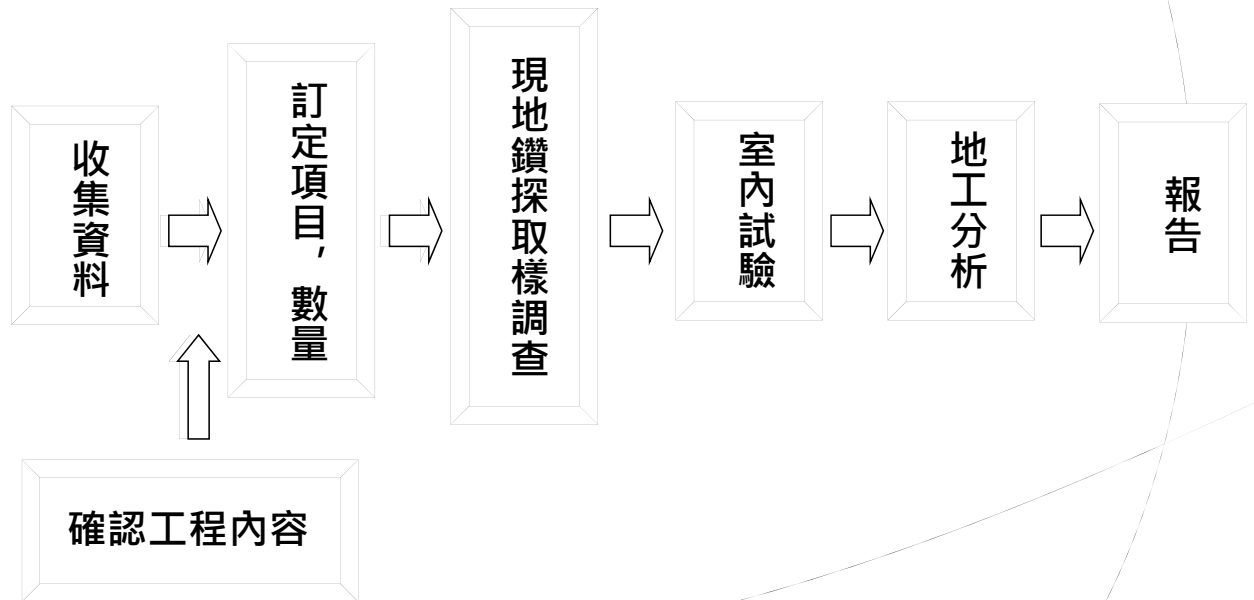 收集資料
訂定項目，數量
現地鑽探取樣調查
室內試驗
地工分析
報告
確認工程內容